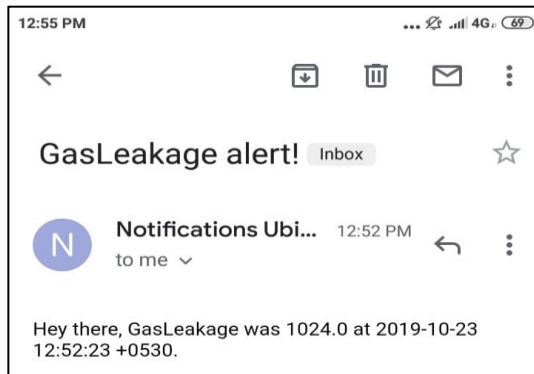 12:55 PM ... 4G 69
GasLeakage alert! Inbox
N Notifications Ubi... 12:52 PM
to me
Hey there, GasLeakage was 1024.0 at 2019-10-23
12:52:23 +0530.